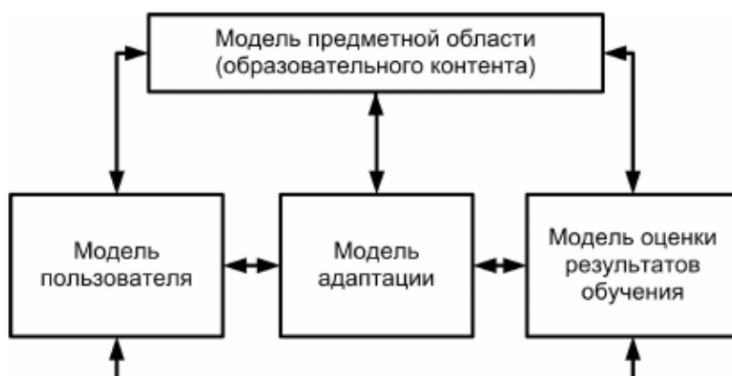 Модель предметной области
(образовательного контента)
Модель
пользователя
Модель
адаптации
Модель оценки
результатов
обучения